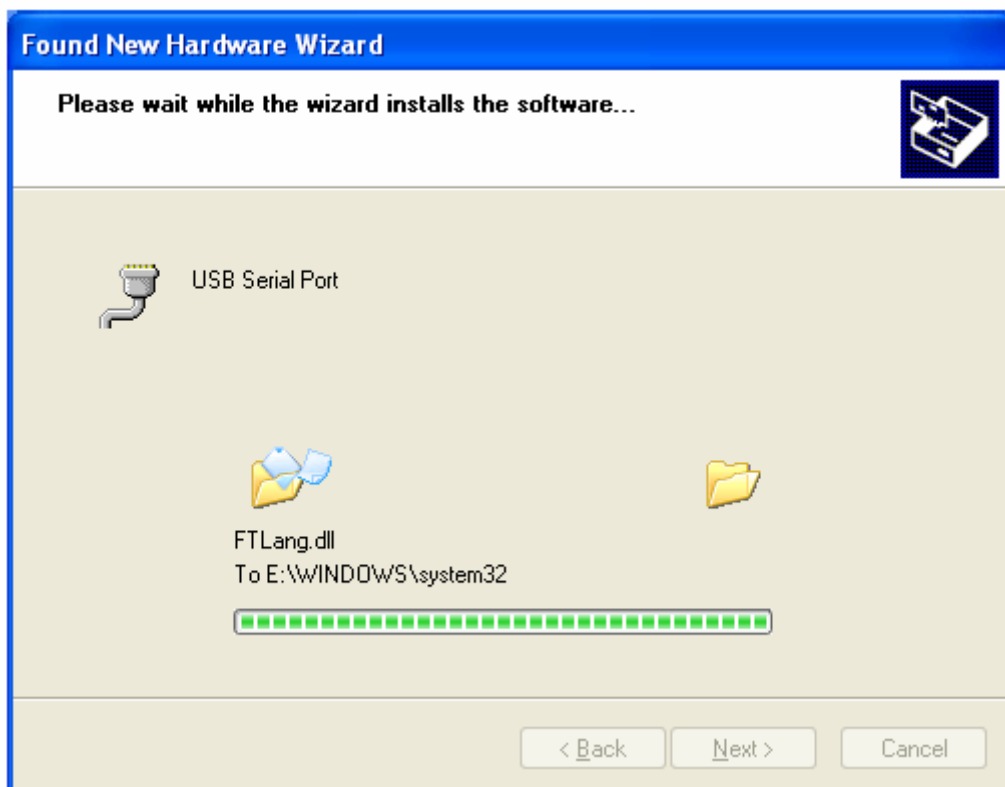 Found New Hardware Wizard
Please wait while the wizard installs the software...
USB Serial Port
FTLang.dll
To E:\WINDOWS\system32
< Back
Next >
Cancel